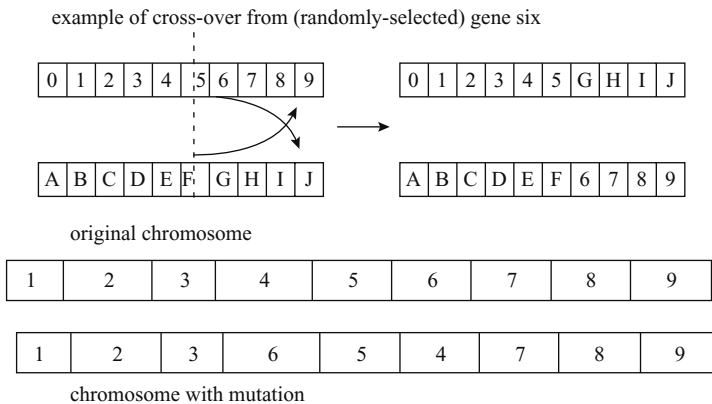 example of cross-over from (randomly-selected) gene six
0 1 2 3 4 5 6 7 8 9
0 1 2 3 4 5 G H I J
A B C D E F G H I J
A B C D E F 6 7 8 9
original chromosome
1 2 3 4 5 6 7 8 9
1 2 3 6 5 4 7 8 9
chromosome with mutation